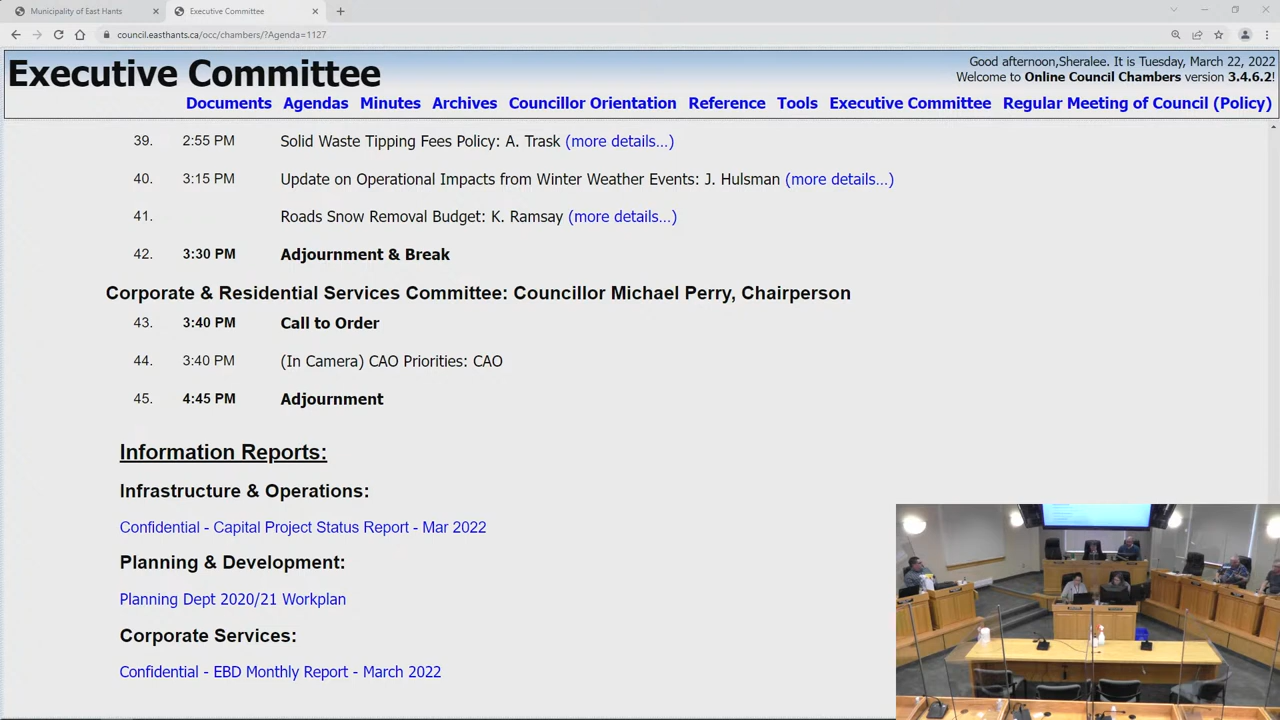 Municipality of East Hants
Executive Committee
council.easthants.ca/occ/chambers/?Agenda=1127
Executive Committee
Good afternoon,Sheralee. It is Tuesday, March 22, 2022
Welcome to Online Council Chambers version 3.4.6.2!
Documents Agendas Minutes Archives Councillor Orientation Reference Tools Executive Committee Regular Meeting of Council (Policy)
39. 2:55 PM Solid Waste Tipping Fees Policy: A. Trask (more details...)
40. 3:15 PM Update on Operational Impacts from Winter Weather Events: J. Hulsman (more details...)
41. Roads Snow Removal Budget: K. Ramsay (more details...)
42. 3:30 PM Adjournment & Break
Corporate & Residential Services Committee: Councillor Michael Perry, Chairperson
43. 3:40 PM Call to Order
44. 3:40 PM (In Camera) CAO Priorities: CAO
45. 4:45 PM Adjournment
Information Reports:
Infrastructure & Operations:
Confidential - Capital Project Status Report - Mar 2022
Planning & Development:
Planning Dept 2020/21 Workplan
Corporate Services:
Confidential - EBD Monthly Report - March 2022